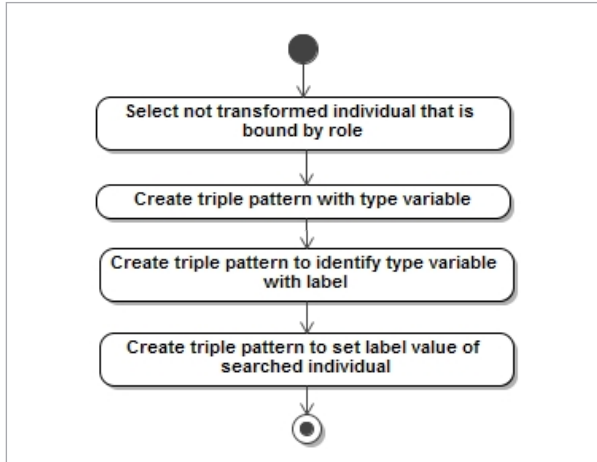 Select not transformed individual that is
bound by role
Create triple pattern with type variable
Create triple pattern to identify type variable
with label
Create triple pattern to set label value of
searched individual